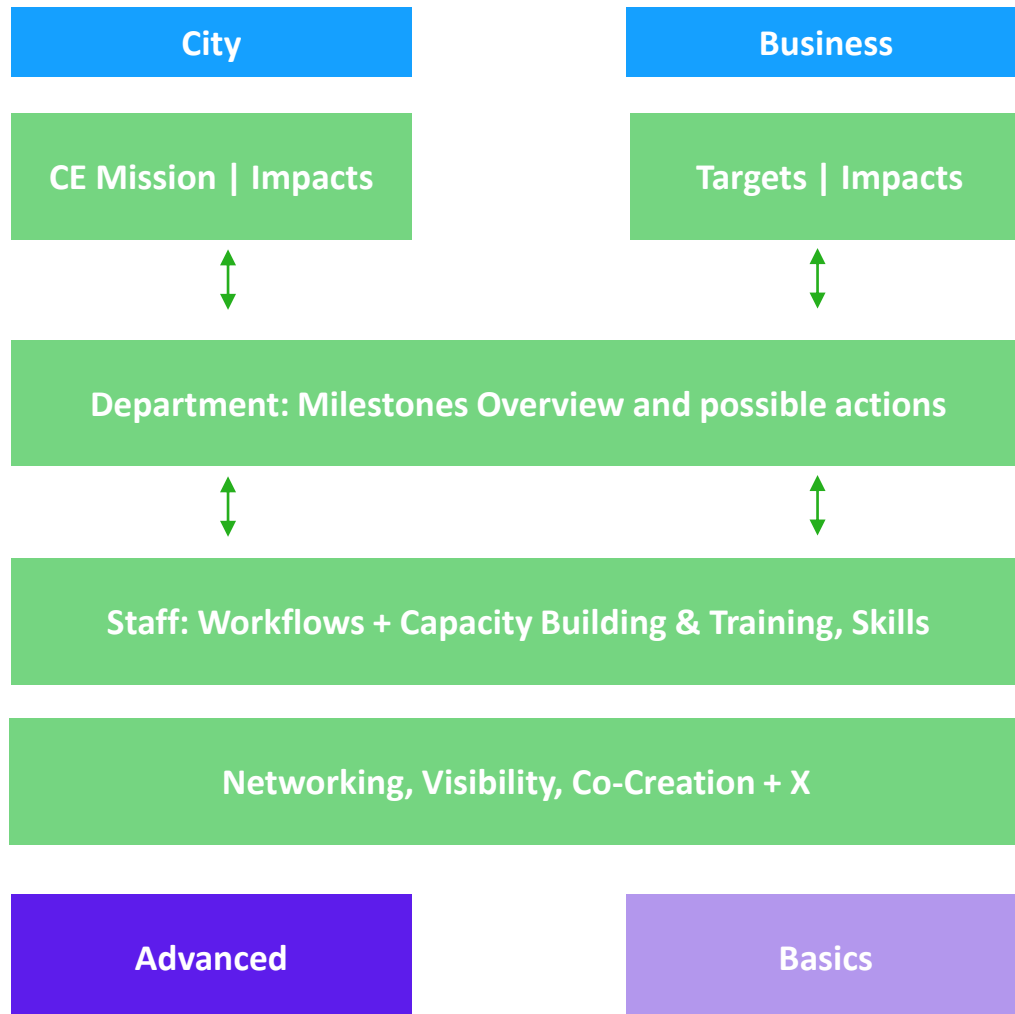 City
Business
CE Mission | Impacts
Targets | Impacts
Department: Milestones Overview and possible actions
Staff: Workflows + Capacity Building & Training, Skills
Networking, Visibility, Co-Creation + X
Advanced
Basics